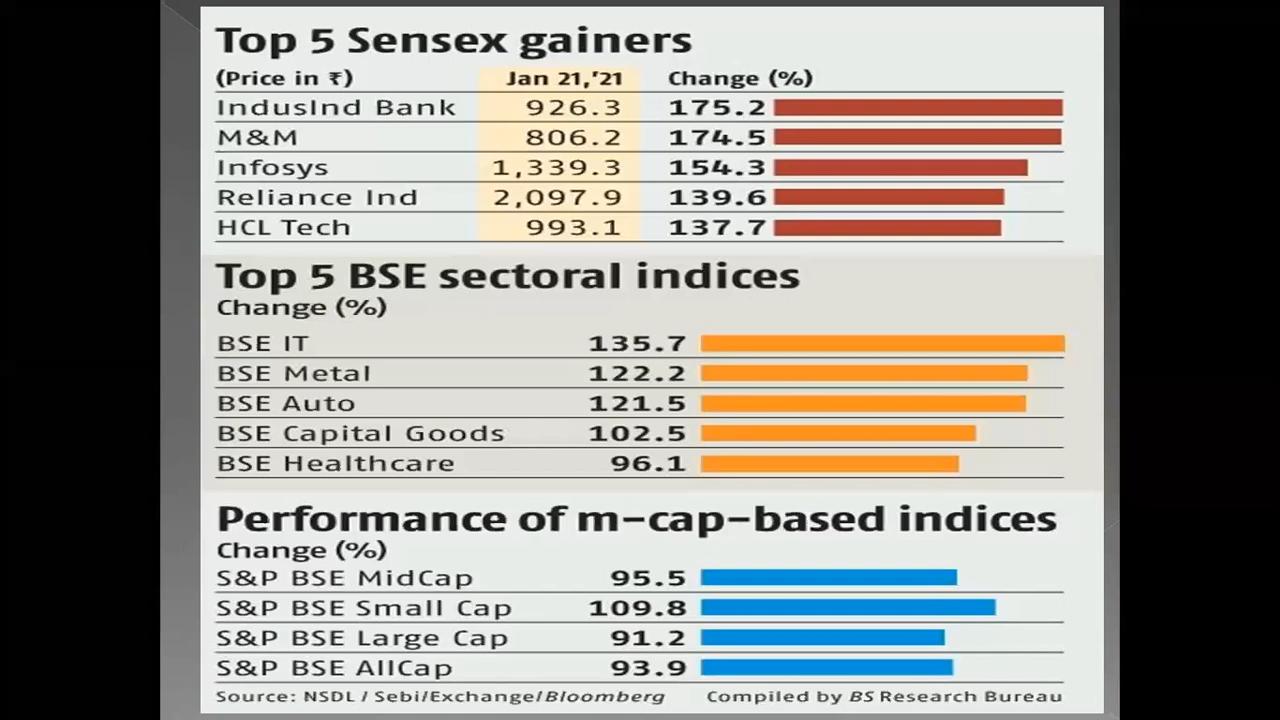 Top 5 Sensex gainers
(Price in ₹) Jan 21,'21 Change (%)
IndusInd Bank 926.3 175.2
M&M 806.2 174.5
Infosys 1,339.3 154.3
Reliance Ind 2,097.9 139.6
HCL Tech 993.1 137.7
Top 5 BSE sectoral indices
Change (%)
BSE IT 135.7
BSE Metal 122.2
BSE Auto 121.5
BSE Capital Goods 102.5
BSE Healthcare 96.1
Performance of m-cap-based indices
Change (%)
S&P BSE MidCap 95.5
S&P BSE Small Cap 109.8
S&P BSE Large Cap 91.2
S&P BSE AllCap 93.9
Source: NSDL / Sebi/Exchange/Bloomberg Compiled by BS Research Bureau